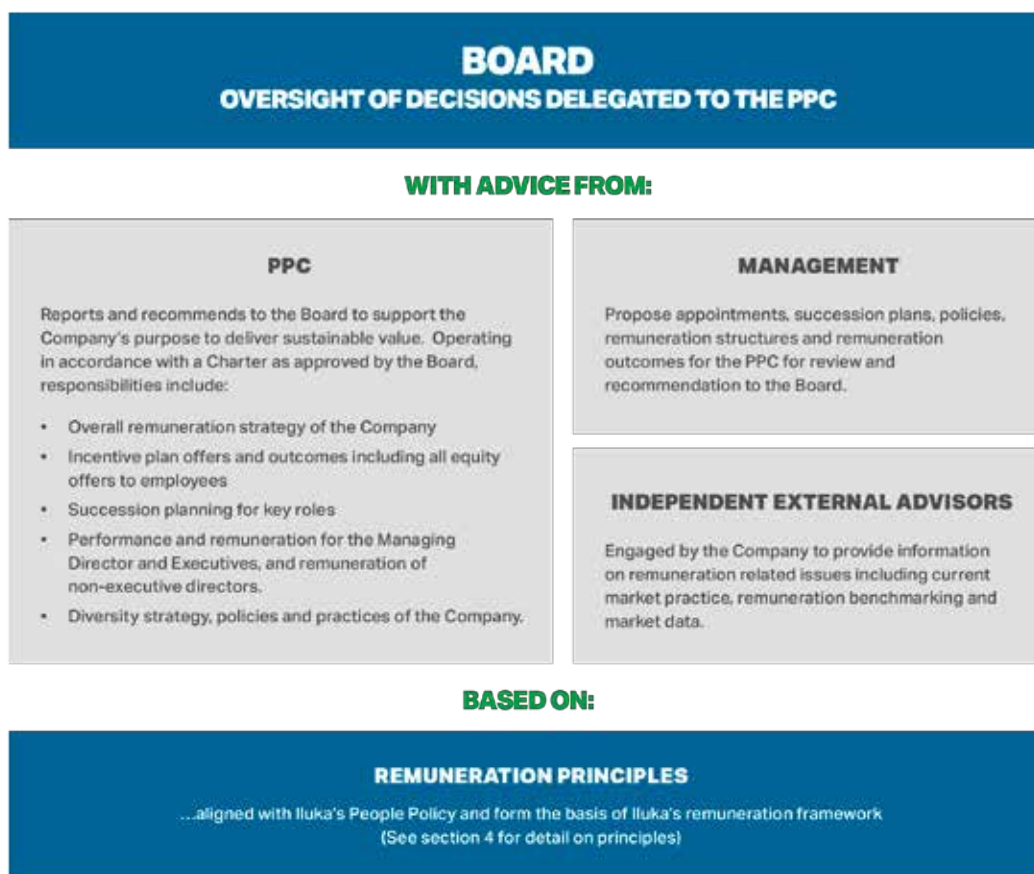 BOARD
OVERSIGHT OF DECISIONS DELEGATED TO THE PPC
WITH ADVICE FROM:
PPC
Reports and recommends to the Board to support the
Company's purpose to deliver sustainable value. Operating
in accordance with a Charter as approved by the Board,
responsibilities include:
• Overall remuneration strategy of the Company
• Incentive plan offers and outcomes including all equity
offers to employees
• Succession planning for key roles
• Performance and remuneration for the Managing
Director and Executives, and remuneration of
non-executive directors.
• Diversity strategy, policies and practices of the Company.
MANAGEMENT
Propose appointments, succession plans, policies,
remuneration structures and remuneration
outcomes for the PPC for review and
recommendation to the Board.
INDEPENDENT EXTERNAL ADVISORS
Engaged by the Company to provide information
on remuneration related issues including current
market practice, remuneration benchmarking and
market data.
BASED ON:
REMUNERATION PRINCIPLES
...aligned with Iluka's People Policy and form the basis of Iluka's remuneration framework
(See section 4 for detail on principles)